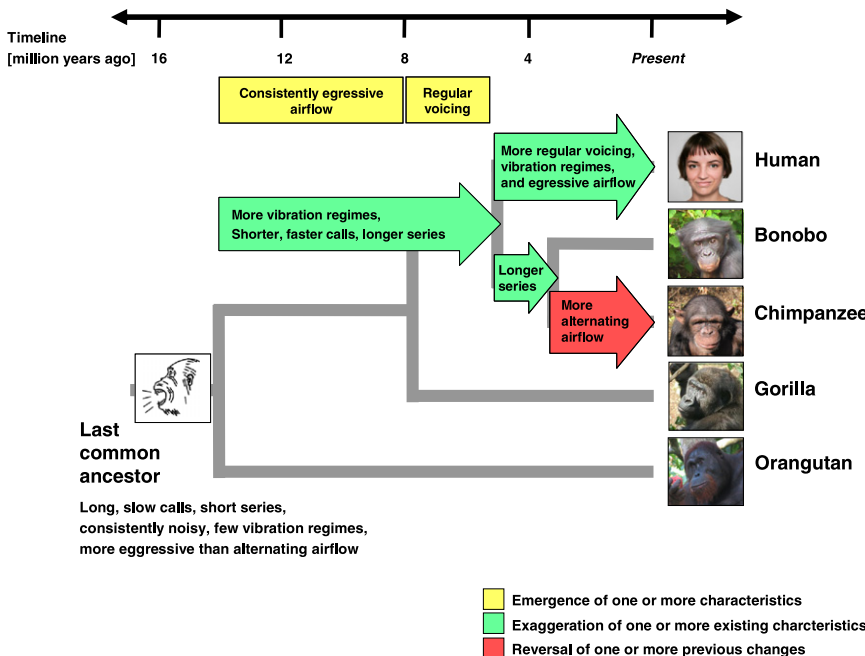 Timeline
[million years ago]
16
12
8
4
Present
Consistently egressive
airflow
Regular
voicing
More regular voicing,
vibration regimes,
and egressive airflow
Human
More vibration regimes,
Shorter, faster calls, longer series
Bonobo
Longer
series
More
alternating
airflow
Chimpanzee
Gorilla
Last
common
ancestor
Orangutan
Long, slow calls, short series,
consistently noisy, few vibration regimes,
more eggressive than alternating airflow
Emergence of one or more characteristics
Exaggeration of one or more existing charcteristics
Reversal of one or more previous changes